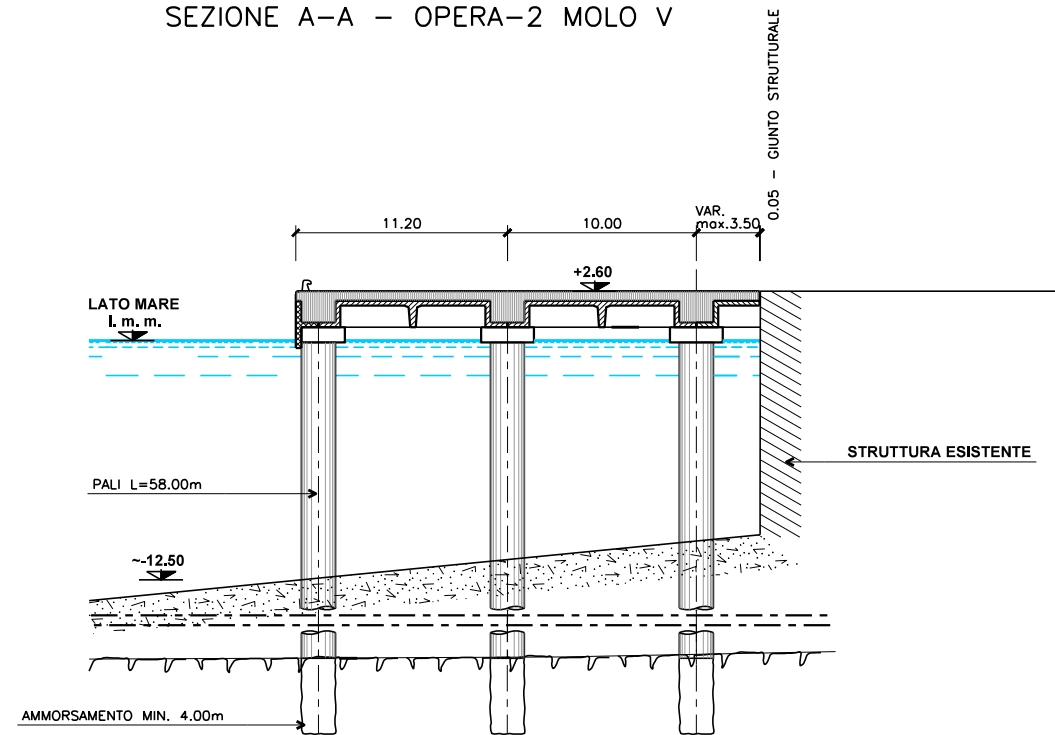 SEZIONE A-A - OPERA-2 MOLO V
0.05 - GIUNTO STRUTTURALE
11.20
10.00
VAR.
max.3.50
+2.60
LATO MARE
l. m. m.
STRUTTURA ESISTENTE
PALI L=58.00m
~-12.50
AMMORSAMENTO MIN. 4.00m